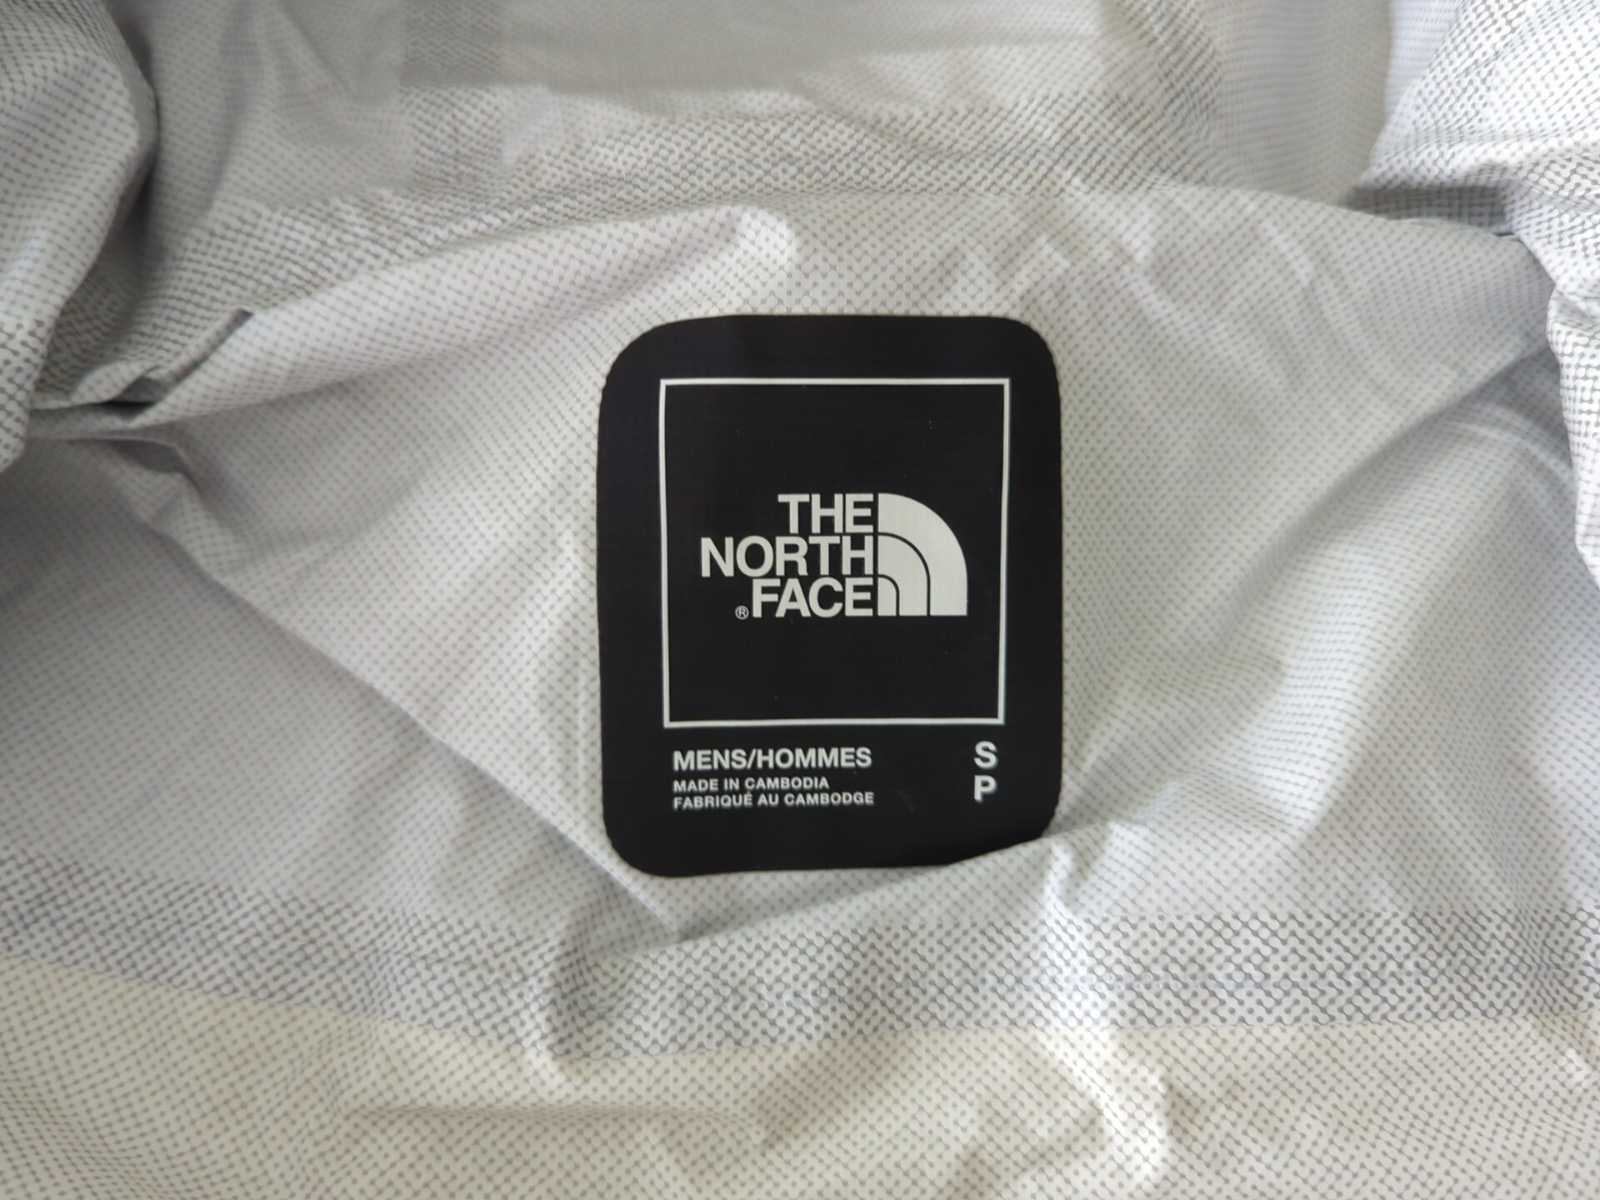 THE
NORTH
®FACE
MENS/HOMMES S
MADE IN CAMBODIA P
FABRIQUÉ AU CAMBODGE